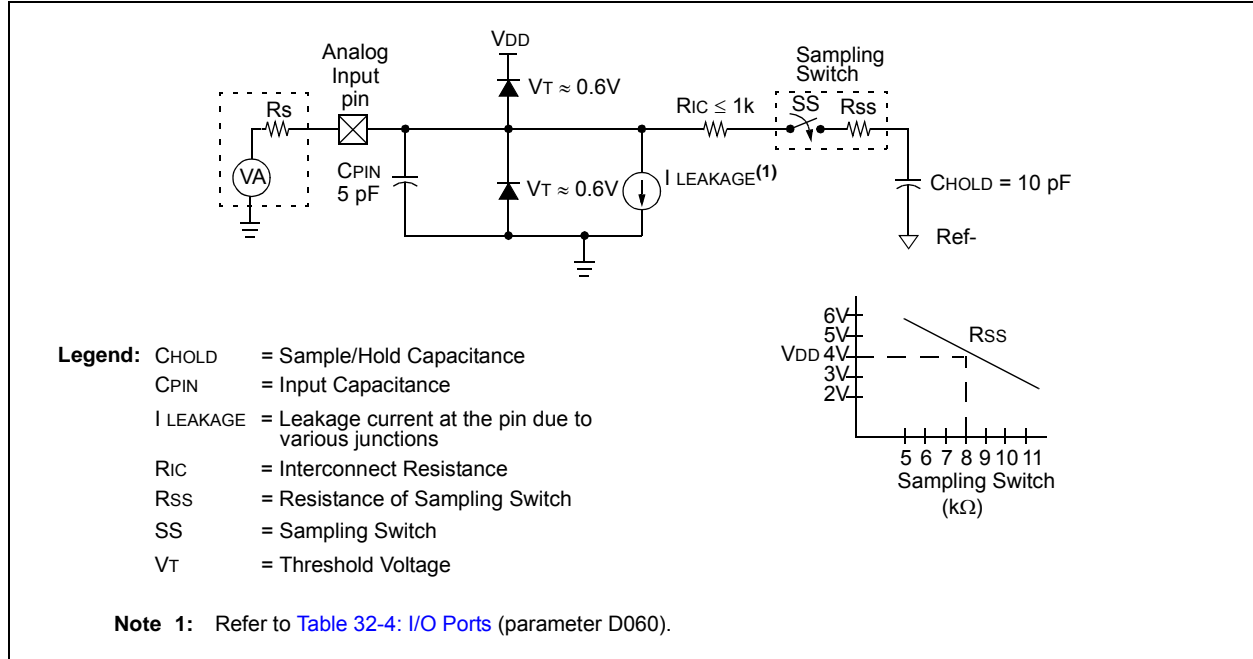 VDD
Analog
Input
pin
Sampling
Switch
VT ≈ 0.6V
Rs
RIC ≤ 1k
SS
Rss
VA
CPIN
5 pF
VT ≈ 0.6V
I LEAKAGE(1)
CHOLD = 10 pF
Ref-
6V
5V
VDD 4V
3V
2V
RSS
5 6 7 8 9 10 11
Sampling Switch
(kΩ)
Legend: CHOLD = Sample/Hold Capacitance
CPIN = Input Capacitance
I LEAKAGE = Leakage current at the pin due to
various junctions
RIC = Interconnect Resistance
RSS = Resistance of Sampling Switch
SS = Sampling Switch
VT = Threshold Voltage
Note 1: Refer to Table 32-4: I/O Ports (parameter D060).